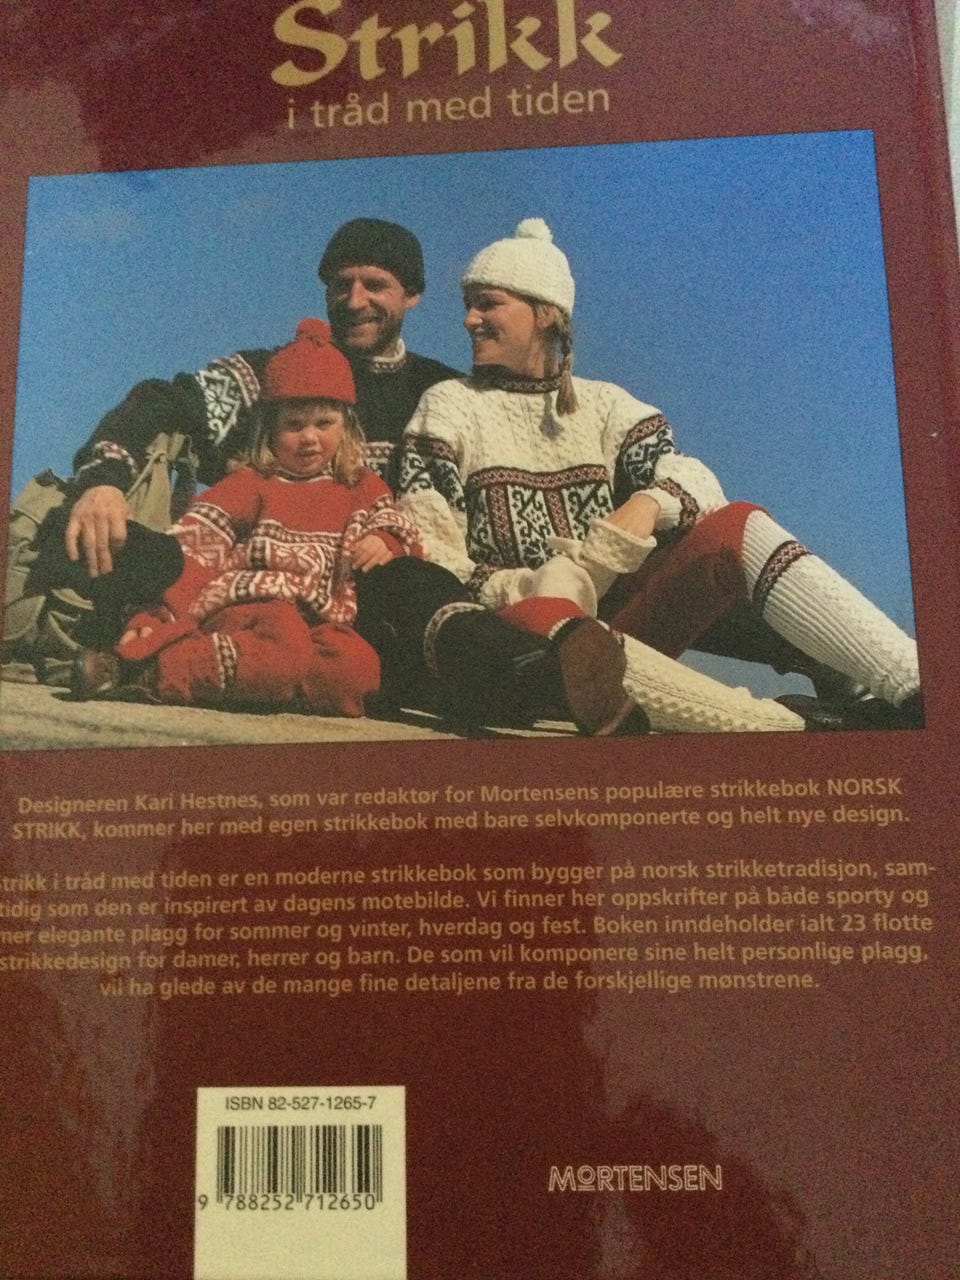 Strikk
i tråd med tiden
Designeren Kari Hestnes, som var redaktør for Mortensens populære strikkebok NORSK
STRIKK, kommer her med egen strikkebok med bare selvkomponerte og helt nye design.
trikk i tråd med tiden er en moderne strikkebok som bygger på norsk strikketradisjon, sam-
tidig som den er inspirert av dagens motebilde. Vi finner her oppskrifter på både sporty og
mer elegante plagg for sommer og vinter, hverdag og fest. Boken inndeholder ialt 23 flotte
strikkedesign for damer, herrer og barn. De som vil komponere sine helt personlige plagg,
vil ha glede av de mange fine detaljene fra de forskjellige mønstrene.
ISBN 82-527-1265-7
9 788252 712650
MORTENSEN